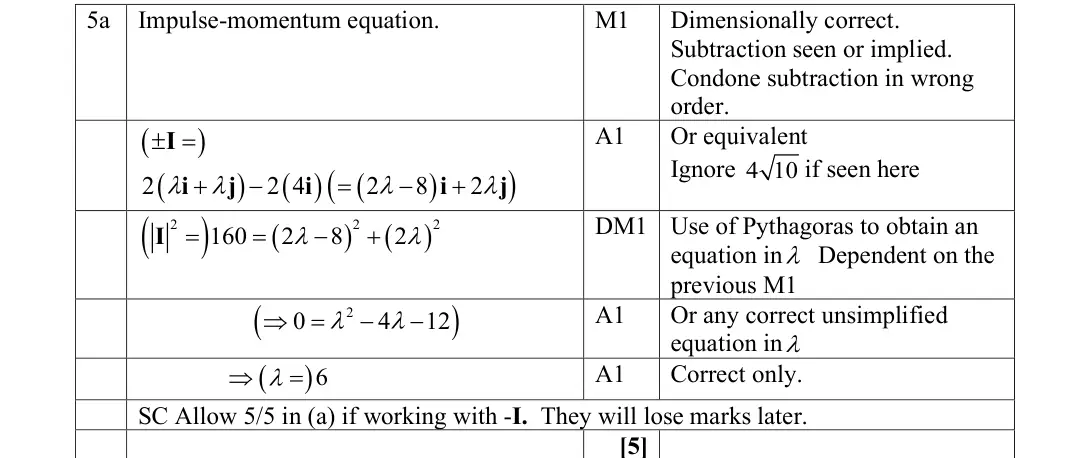 5a Impulse-momentum equation. M1 Dimensionally correct.
Subtraction seen or implied.
Condone subtraction in wrong
order.
(±I =) A1 Or equivalent
Ignore 4√10 if seen here
2(λi + λj) − 2(4i)(= (2λ − 8)i + 2λj)
(|I|² =)160 = (2λ − 8)² + (2λ)² DM1 Use of Pythagoras to obtain an
equation in λ Dependent on the
previous M1
(⇒ 0 = λ² − 4λ − 12) A1 Or any correct unsimplified
equation in λ
⇒ (λ =)6 A1 Correct only.
SC Allow 5/5 in (a) if working with -I. They will lose marks later.
[5]